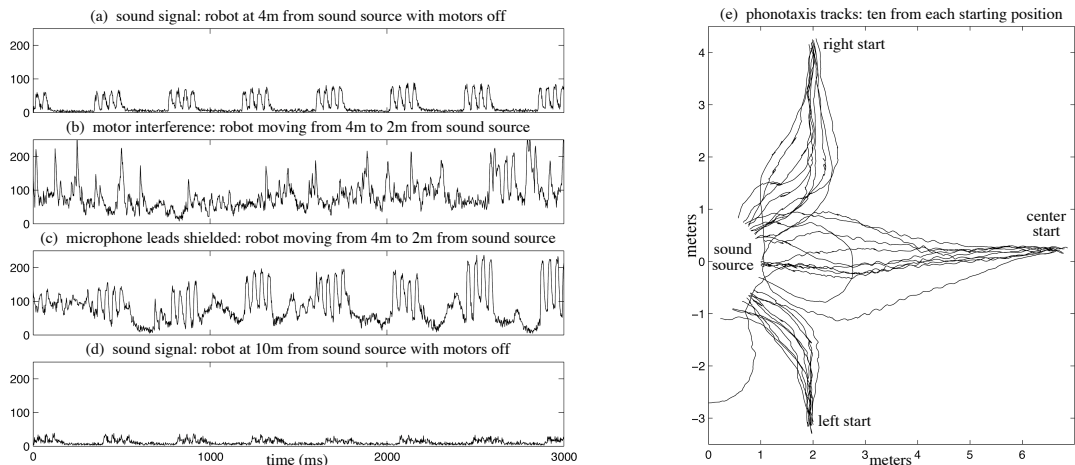 (a) sound signal: robot at 4m from sound source with motors off
200
100
0
(b) motor interference: robot moving from 4m to 2m from sound source
200
100
0
(c) microphone leads shielded: robot moving from 4m to 2m from sound source
200
100
0
(d) sound signal: robot at 10m from sound source with motors off
200
100
0
0 1000 2000 3000
time (ms)
(e) phonotaxis tracks: ten from each starting position
4
3
2
1
0
−1
−2
−3
meters
right start
center
start
sound
source
left start
0 1 2 3 4 5 6
meters